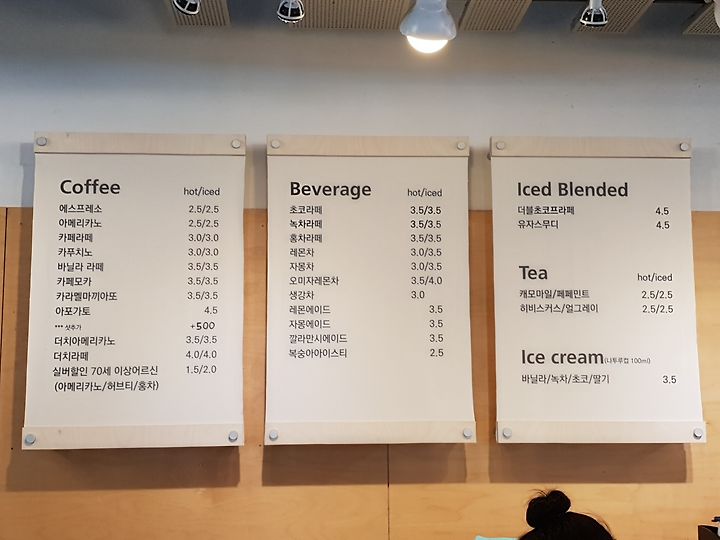 Coffee hot/iced
에스프레소 2.5/2.5
아메리카노 2.5/2.5
카페라떼 3.0/3.0
카푸치노 3.0/3.0
바닐라 라떼 3.5/3.5
카페모카 3.5/3.5
카라멜마끼아또 3.5/3.5
아포가토 4.5
*** 샷추가 +500
더치아메리카노 3.5/3.5
더치라떼 4.0/4.0
실버할인 70세 이상어르신 1.5/2.0
(아메리카노/허브티/홍차)
Beverage hot/iced
초코라떼 3.5/3.5
녹차라떼 3.5/3.5
홍차라떼 3.5/3.5
레몬차 3.0/3.0
자몽차 3.0/3.0
오미자레몬차 3.5/4.0
생강차 3.0
레몬에이드 3.5
자몽에이드 3.5
깔라만시에이드 3.5
복숭아아이스티 2.5
Iced Blended
더블초코프라페 4.5
유자스무디 4.5
Tea hot/iced
캐모마일/페페민트 2.5/2.5
히비스커스/얼그레이 2.5/2.5
Ice cream(나뚜루컵 100ml)
바닐라/녹차/초코/딸기 3.5